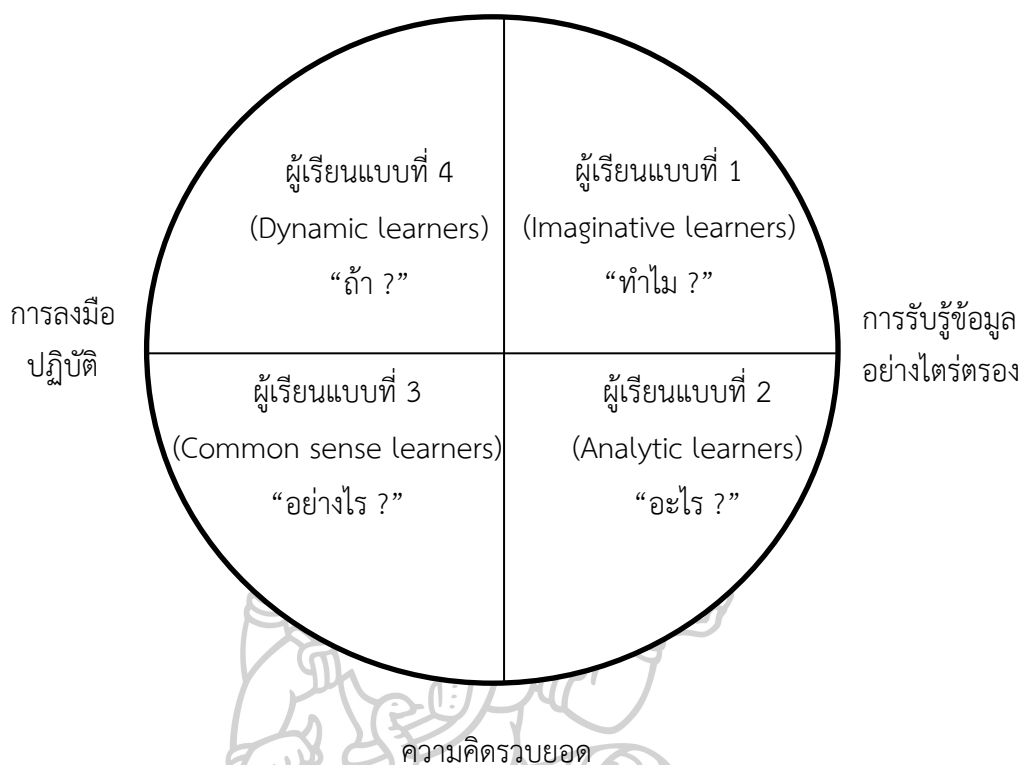 ผู้เรียนแบบที่ 4
(Dynamic learners)
“ถ้า ?”
ผู้เรียนแบบที่ 1
(Imaginative learners)
“ทำไม ?”
การลงมือ
ปฏิบัติ
การรับรู้ข้อมูล
อย่างไตร่ตรอง
ผู้เรียนแบบที่ 3
(Common sense learners)
“อย่างไร ?”
ผู้เรียนแบบที่ 2
(Analytic learners)
“อะไร ?”
ความคิดรวบยอด